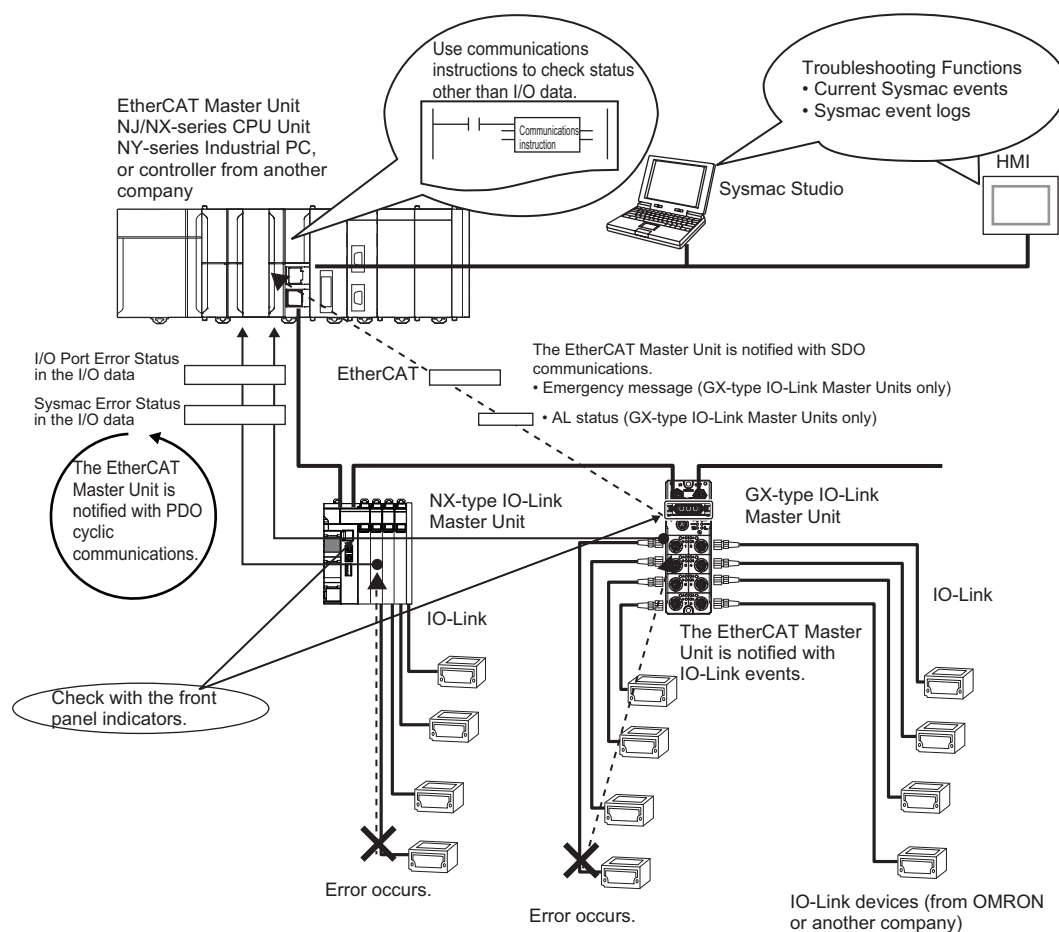 Use communications
instructions to check status
other than I/O data.
Communications
instruction
Troubleshooting Functions
• Current Sysmac events
• Sysmac event logs
EtherCAT Master Unit
NJ/NX-series CPU Unit
NY-series Industrial PC,
or controller from another
company
Sysmac Studio
HMI
I/O Port Error Status
in the I/O data
Sysmac Error Status
in the I/O data
EtherCAT
The EtherCAT Master Unit is notified with SDO
communications.
• Emergency message (GX-type IO-Link Master Units only)
• AL status (GX-type IO-Link Master Units only)
The EtherCAT
Master Unit is
notified with PDO
cyclic
communications.
NX-type IO-Link
Master Unit
GX-type IO-Link
Master Unit
IO-Link
IO-Link
The EtherCAT Master
Unit is notified with
IO-Link events.
Check with the front
panel indicators.
Error occurs.
Error occurs.
IO-Link devices (from OMRON
or another company)